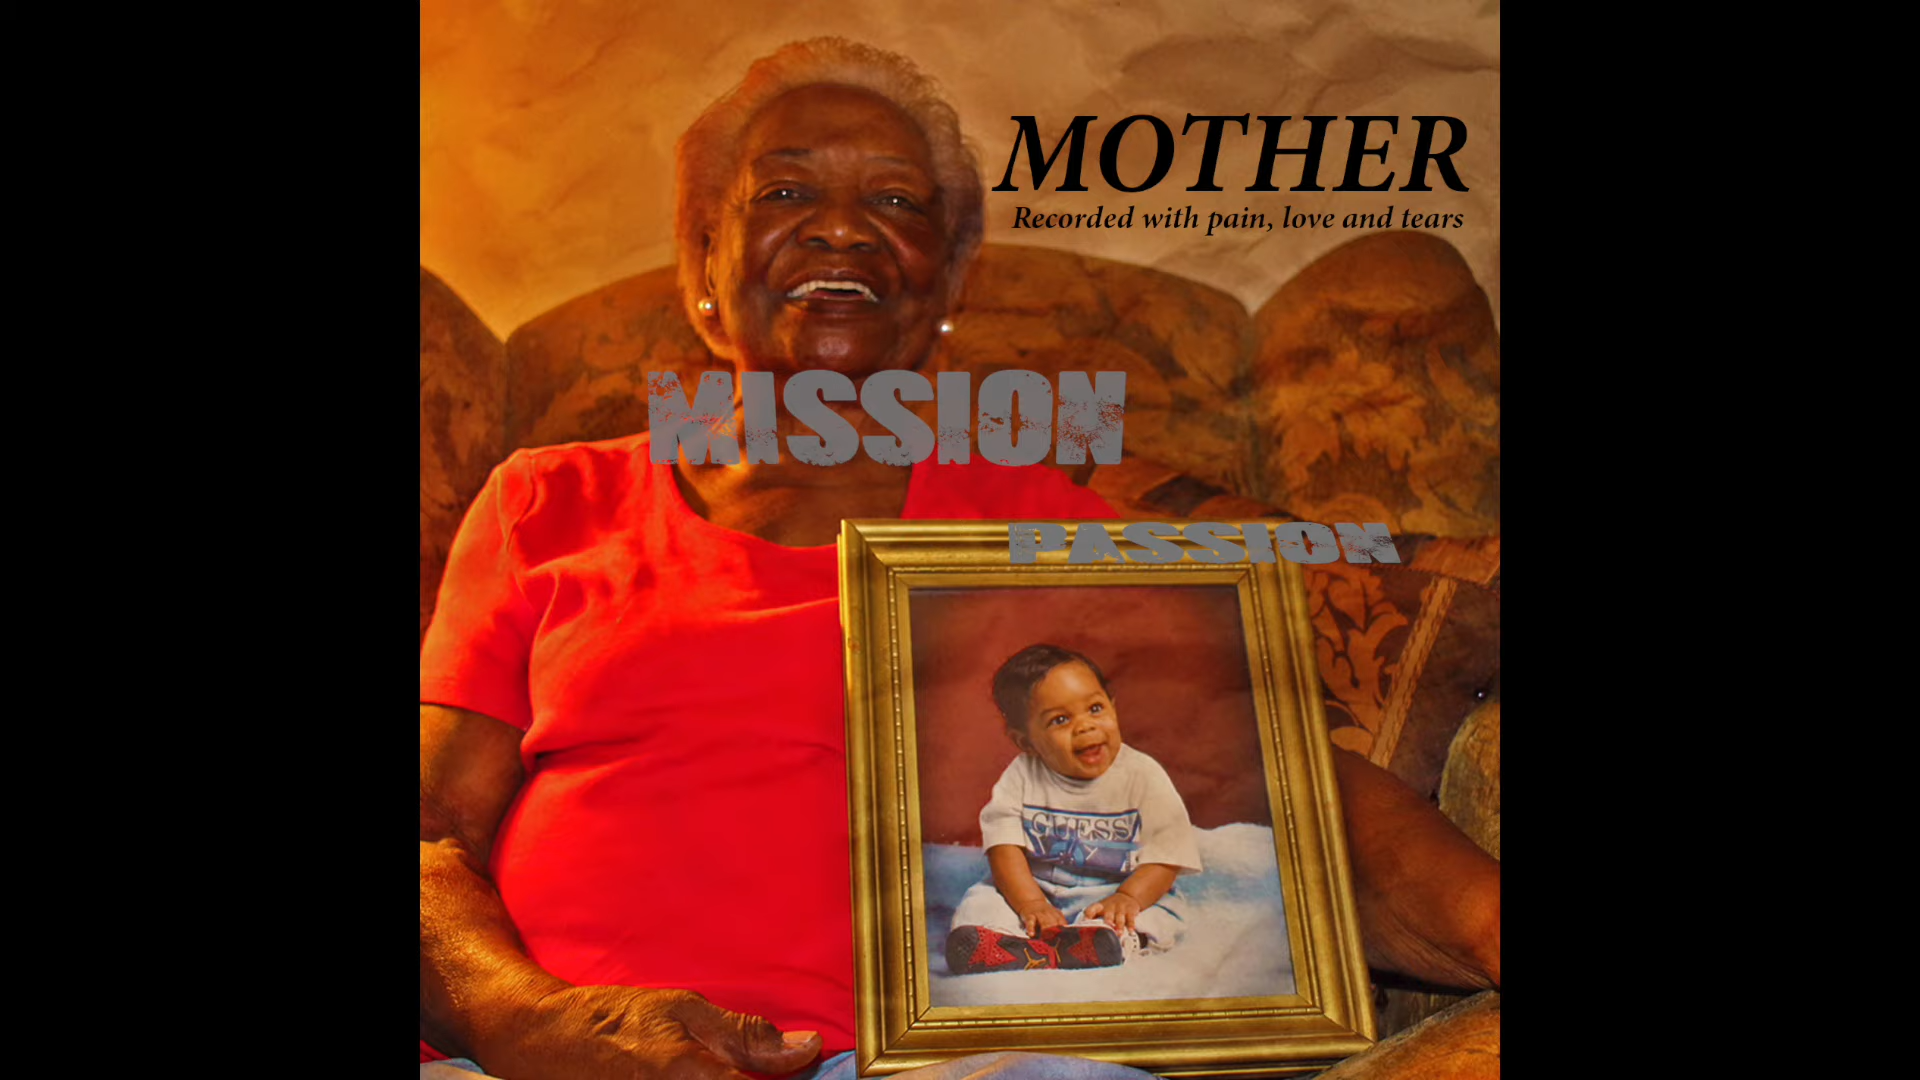 MOTHER
Recorded with pain, love and tears
MISSION
PASSION
GUESS